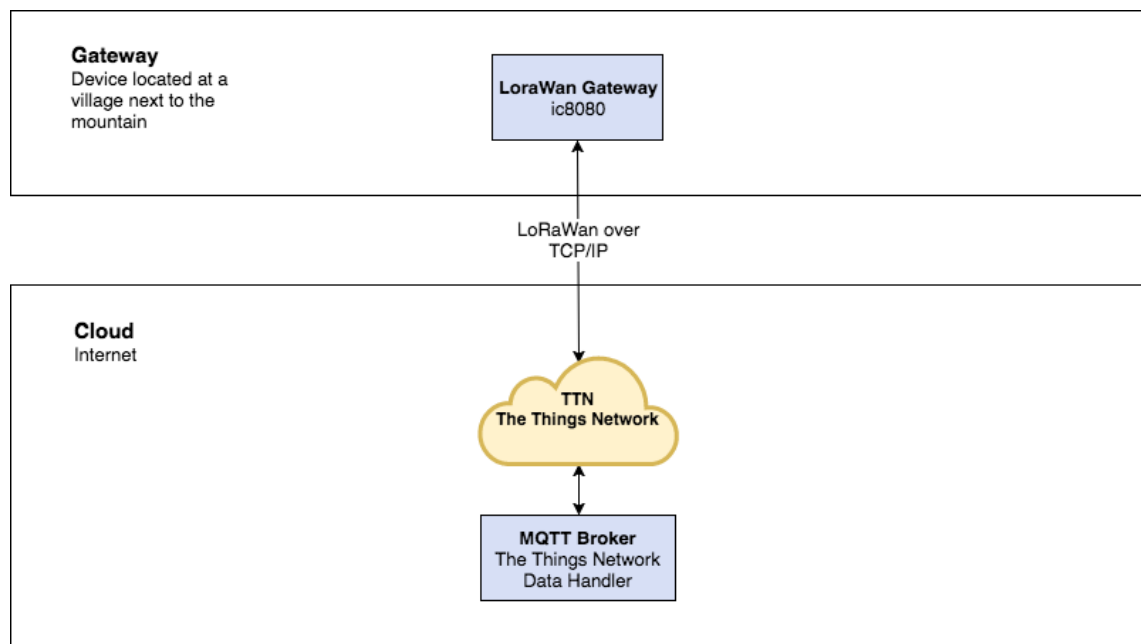 Gateway
Device located at a
village next to the
mountain
LoraWan Gateway
ic8080
LoRaWan over
TCP/IP
Cloud
Internet
TTN
The Things Network
MQTT Broker
The Things Network
Data Handler